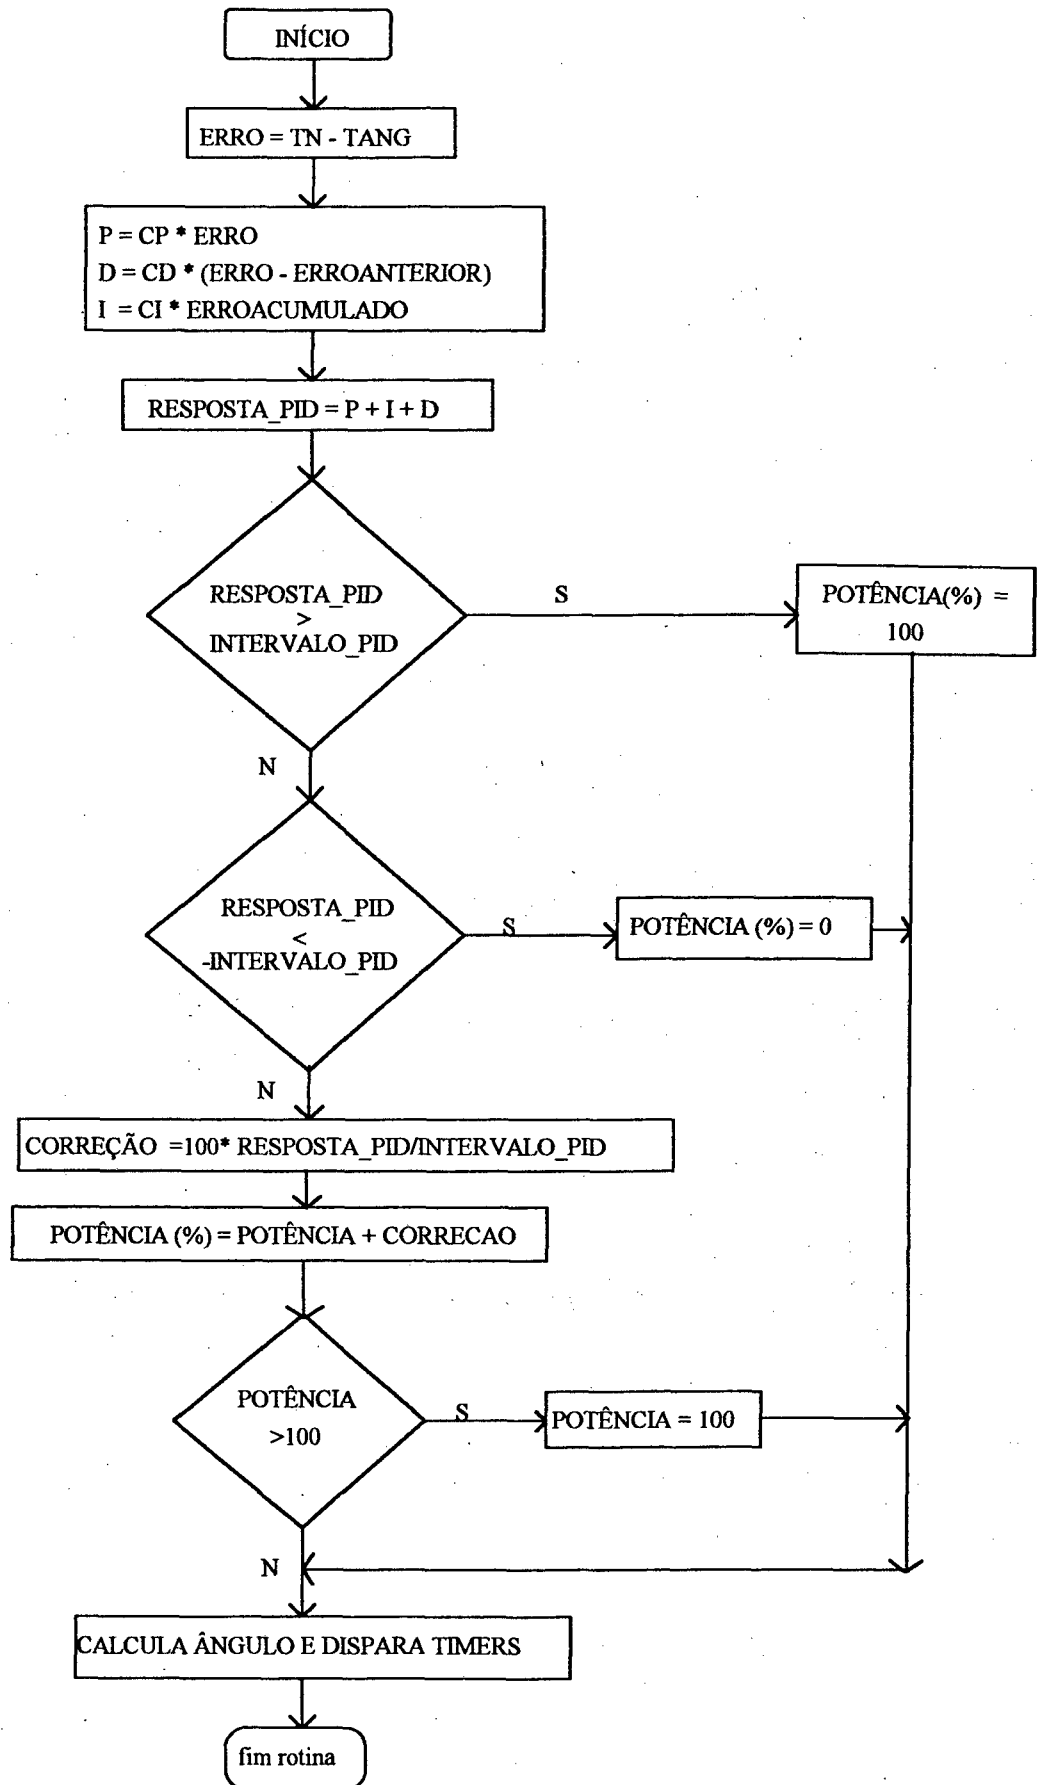 INÍCIO
ERRO = TN - TANG
P = CP * ERRO
D = CD * (ERRO - ERROANTERIOR)
I = CI * ERROACUMULADO
RESPOSTA_PID = P + I + D
RESPOSTA_PID
>
INTERVALO_PID
S
POTÊNCIA(%) =
100
N
RESPOSTA_PID
<
-INTERVALO_PID
S
POTÊNCIA (%) = 0
N
CORREÇÃO =100* RESPOSTA_PID/INTERVALO_PID
POTÊNCIA (%) = POTÊNCIA + CORRECAO
POTÊNCIA
>100
S
POTÊNCIA = 100
N
CALCULA ÂNGULO E DISPARA TIMERS
fim rotina